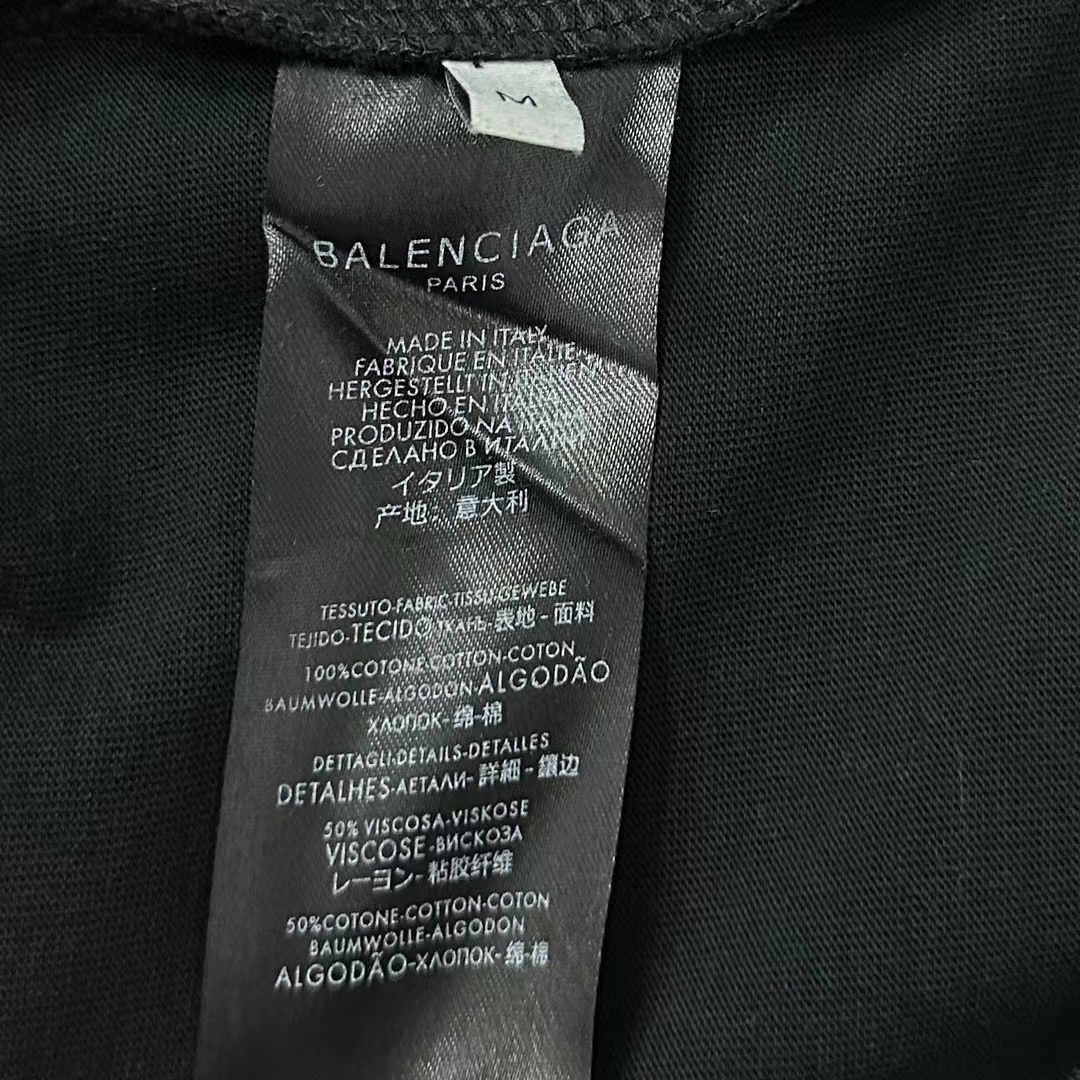 M
BALENCIAGA
PARIS
MADE IN ITALY
FABRIQUE EN ITALIE
HERGESTELLT IN ITALIEN
HECHO EN ITALIA
PRODUZIDO NA
СДЕЛАНО В ИТАЛИИ
イタリア製
产地：意大利
TESSUTO-FABRIC-TISSU-GEWEBE
TEJIDO-TECIDO-ТКАНЬ-表地-面料
100%COTONE-COTTON-COTON
BAUMWOLLE-ALGODON-ALGODÃO
ХЛОПОК-绵-棉
DETTAGLI-DETAILS-DETALLES
DETALHES-АЕТАЛИ-詳細-镶边
50% VISCOSA-VISKOSE
VISCOSE-ВИСКОЗА
レーヨン-粘胶纤维
50%COTONE-COTTON-COTON
BAUMWOLLE-ALGODON
ALGODÃO-ХЛОПОК-绵-棉